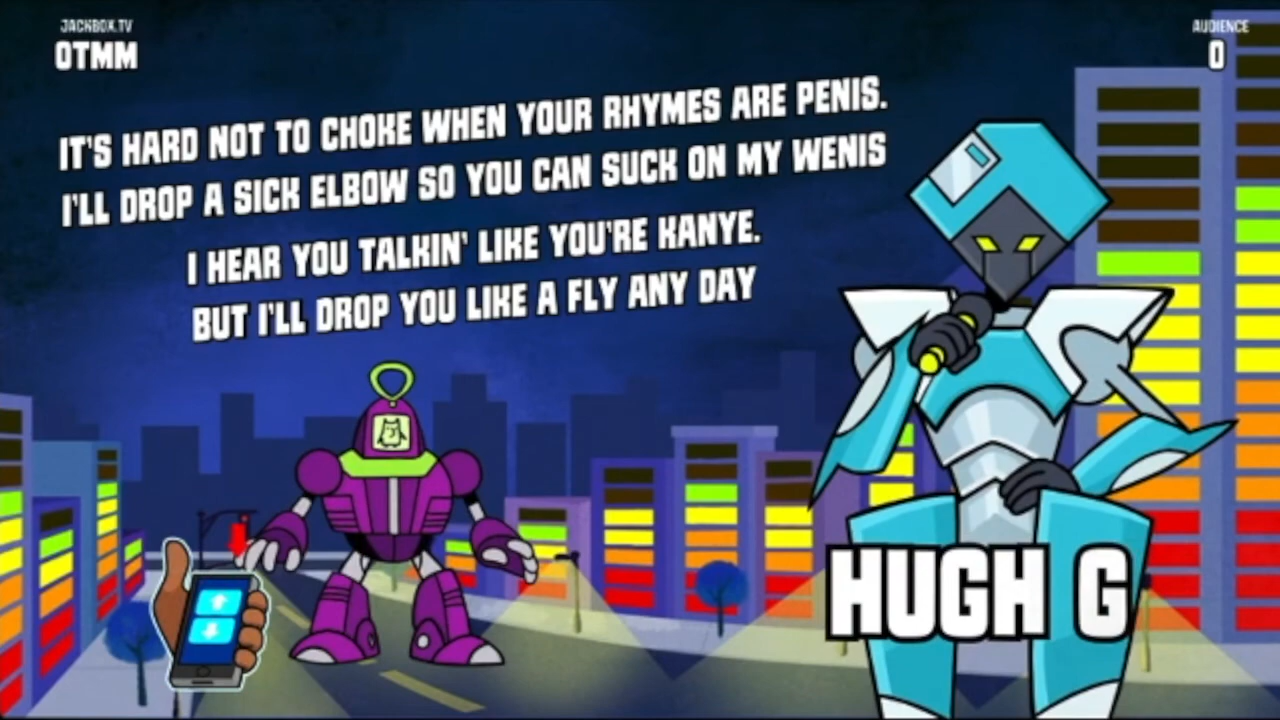 JACKBOX.TV
OTMM
AUDIENCE
0
IT'S HARD NOT TO CHOKE WHEN YOUR RHYMES ARE PENIS.
I'LL DROP A SICK ELBOW SO YOU CAN SUCK ON MY WENIS
I HEAR YOU TALKIN' LIKE YOU'RE KANYE.
BUT I'LL DROP YOU LIKE A FLY ANY DAY
HUGH G